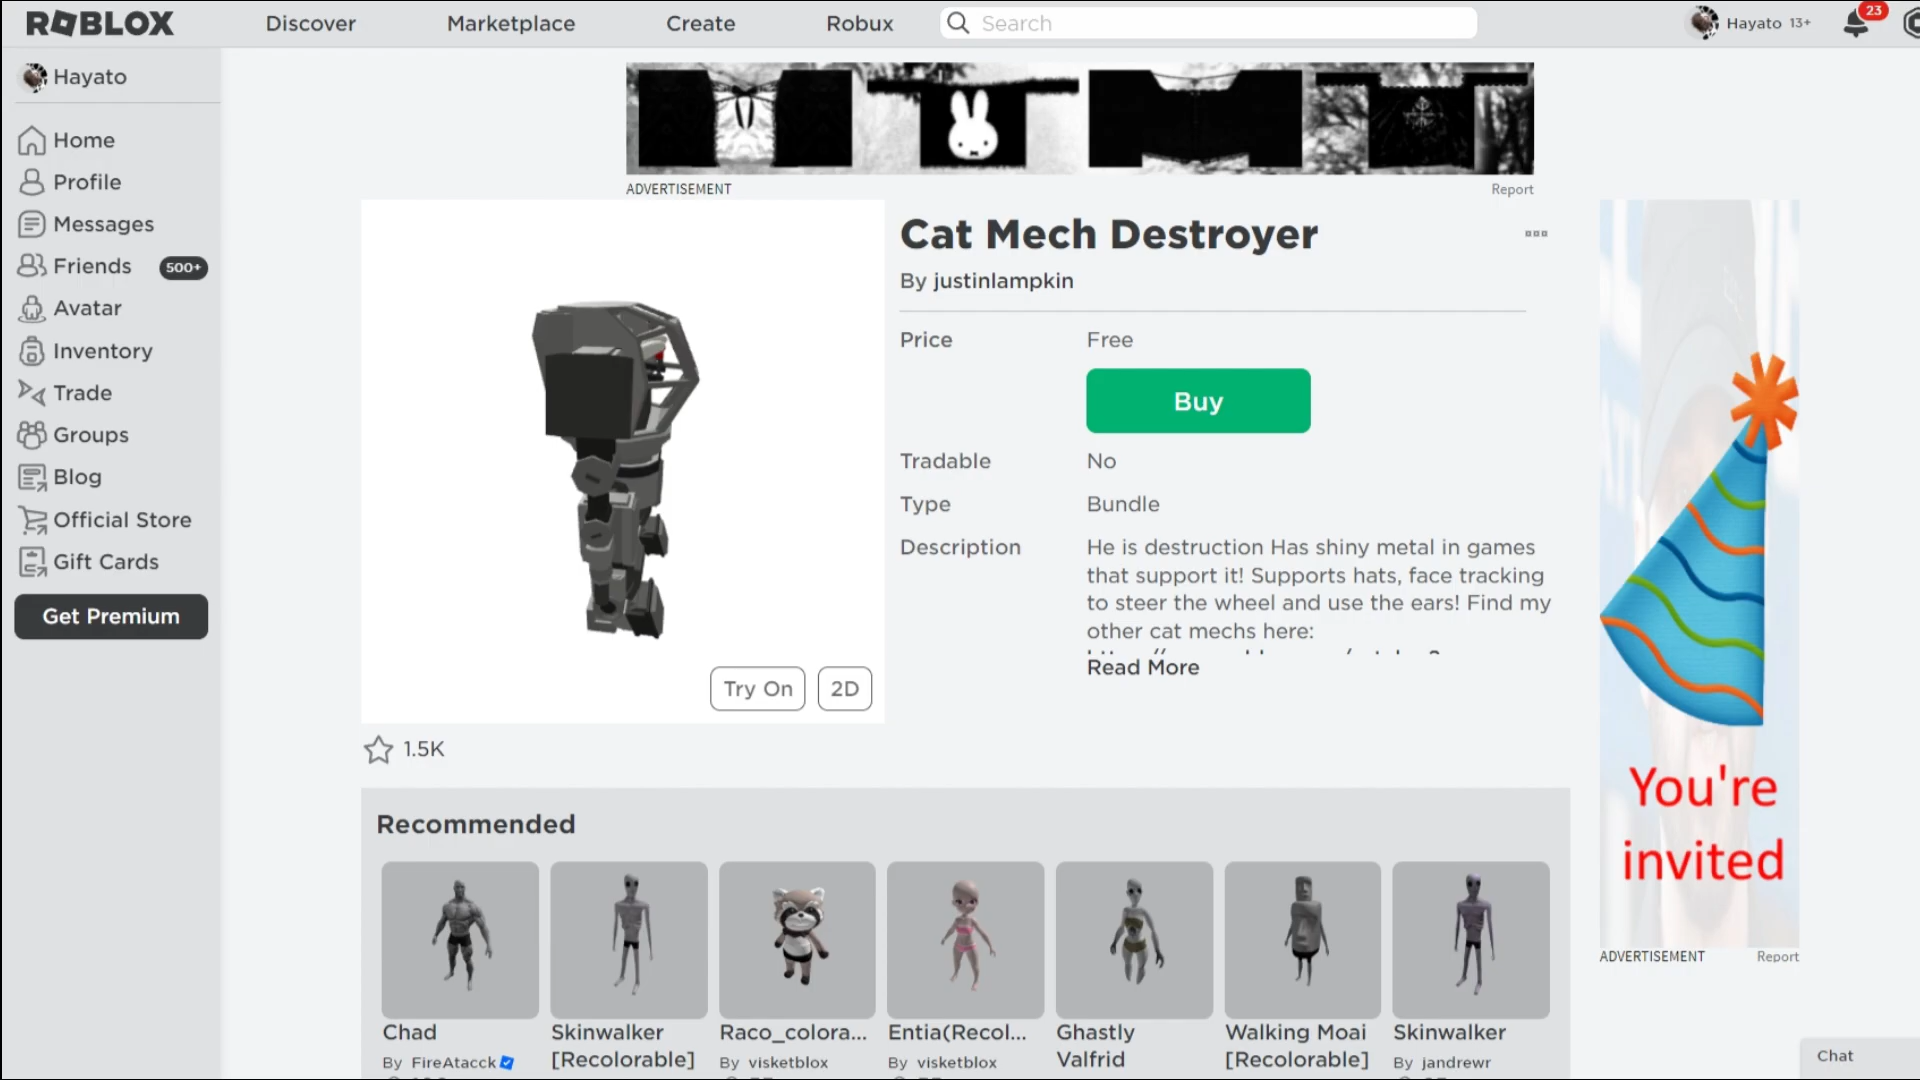 ROBLOX
Discover
Marketplace
Create
Robux
Search
Hayato 13+
23
Hayato
Home
Profile
Messages
Friends 500+
Avatar
Inventory
Trade
Groups
Blog
Official Store
Gift Cards
Get Premium
ADVERTISEMENT
Report
Cat Mech Destroyer
By justinlampkin
Price Free
Buy
Tradable No
Type Bundle
Description He is destruction Has shiny metal in games
that support it! Supports hats, face tracking
to steer the wheel and use the ears! Find my
other cat mechs here:
Read More
Try On
2D
1.5K
You're
invited
ADVERTISEMENT
Report
Recommended
Chad
By FireAtacck
Skinwalker
[Recolorable]
Raco_colora...
By visketblox
Entia(Recol...
By visketblox
Ghastly
Valfrid
Walking Moai
[Recolorable]
Skinwalker
By jandrewr
Chat